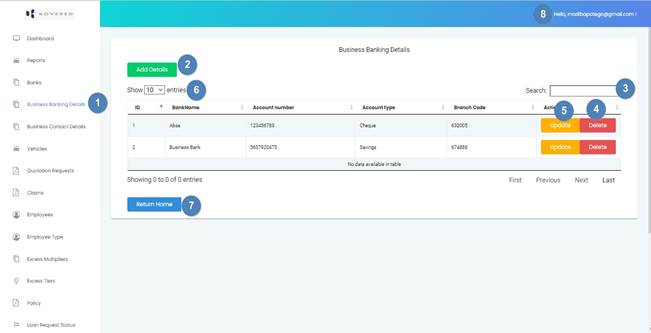 KOVERED
8 Hello, modibapatego@gmail.com !
Dashboard
Reports
Banks
Business Banking Details 1
Business Contact Details
Vehicles
Quotation Requests
Claims
Employees
Employee Type
Excess Multipliers
Excess Tiers
Policy
Loan Request Status
Business Banking Details
Add Details 2
Show 10 entries 6
Search: 3
ID BankName Account number Account type Branch Code
5 4
1 Absa 123456789 Cheque 632005 Update Delete
2 Business Bank 5637920475 Savings 674888 Update Delete
No data available in table
Showing 0 to 0 of 0 entries
First Previous Next Last
Return Home 7